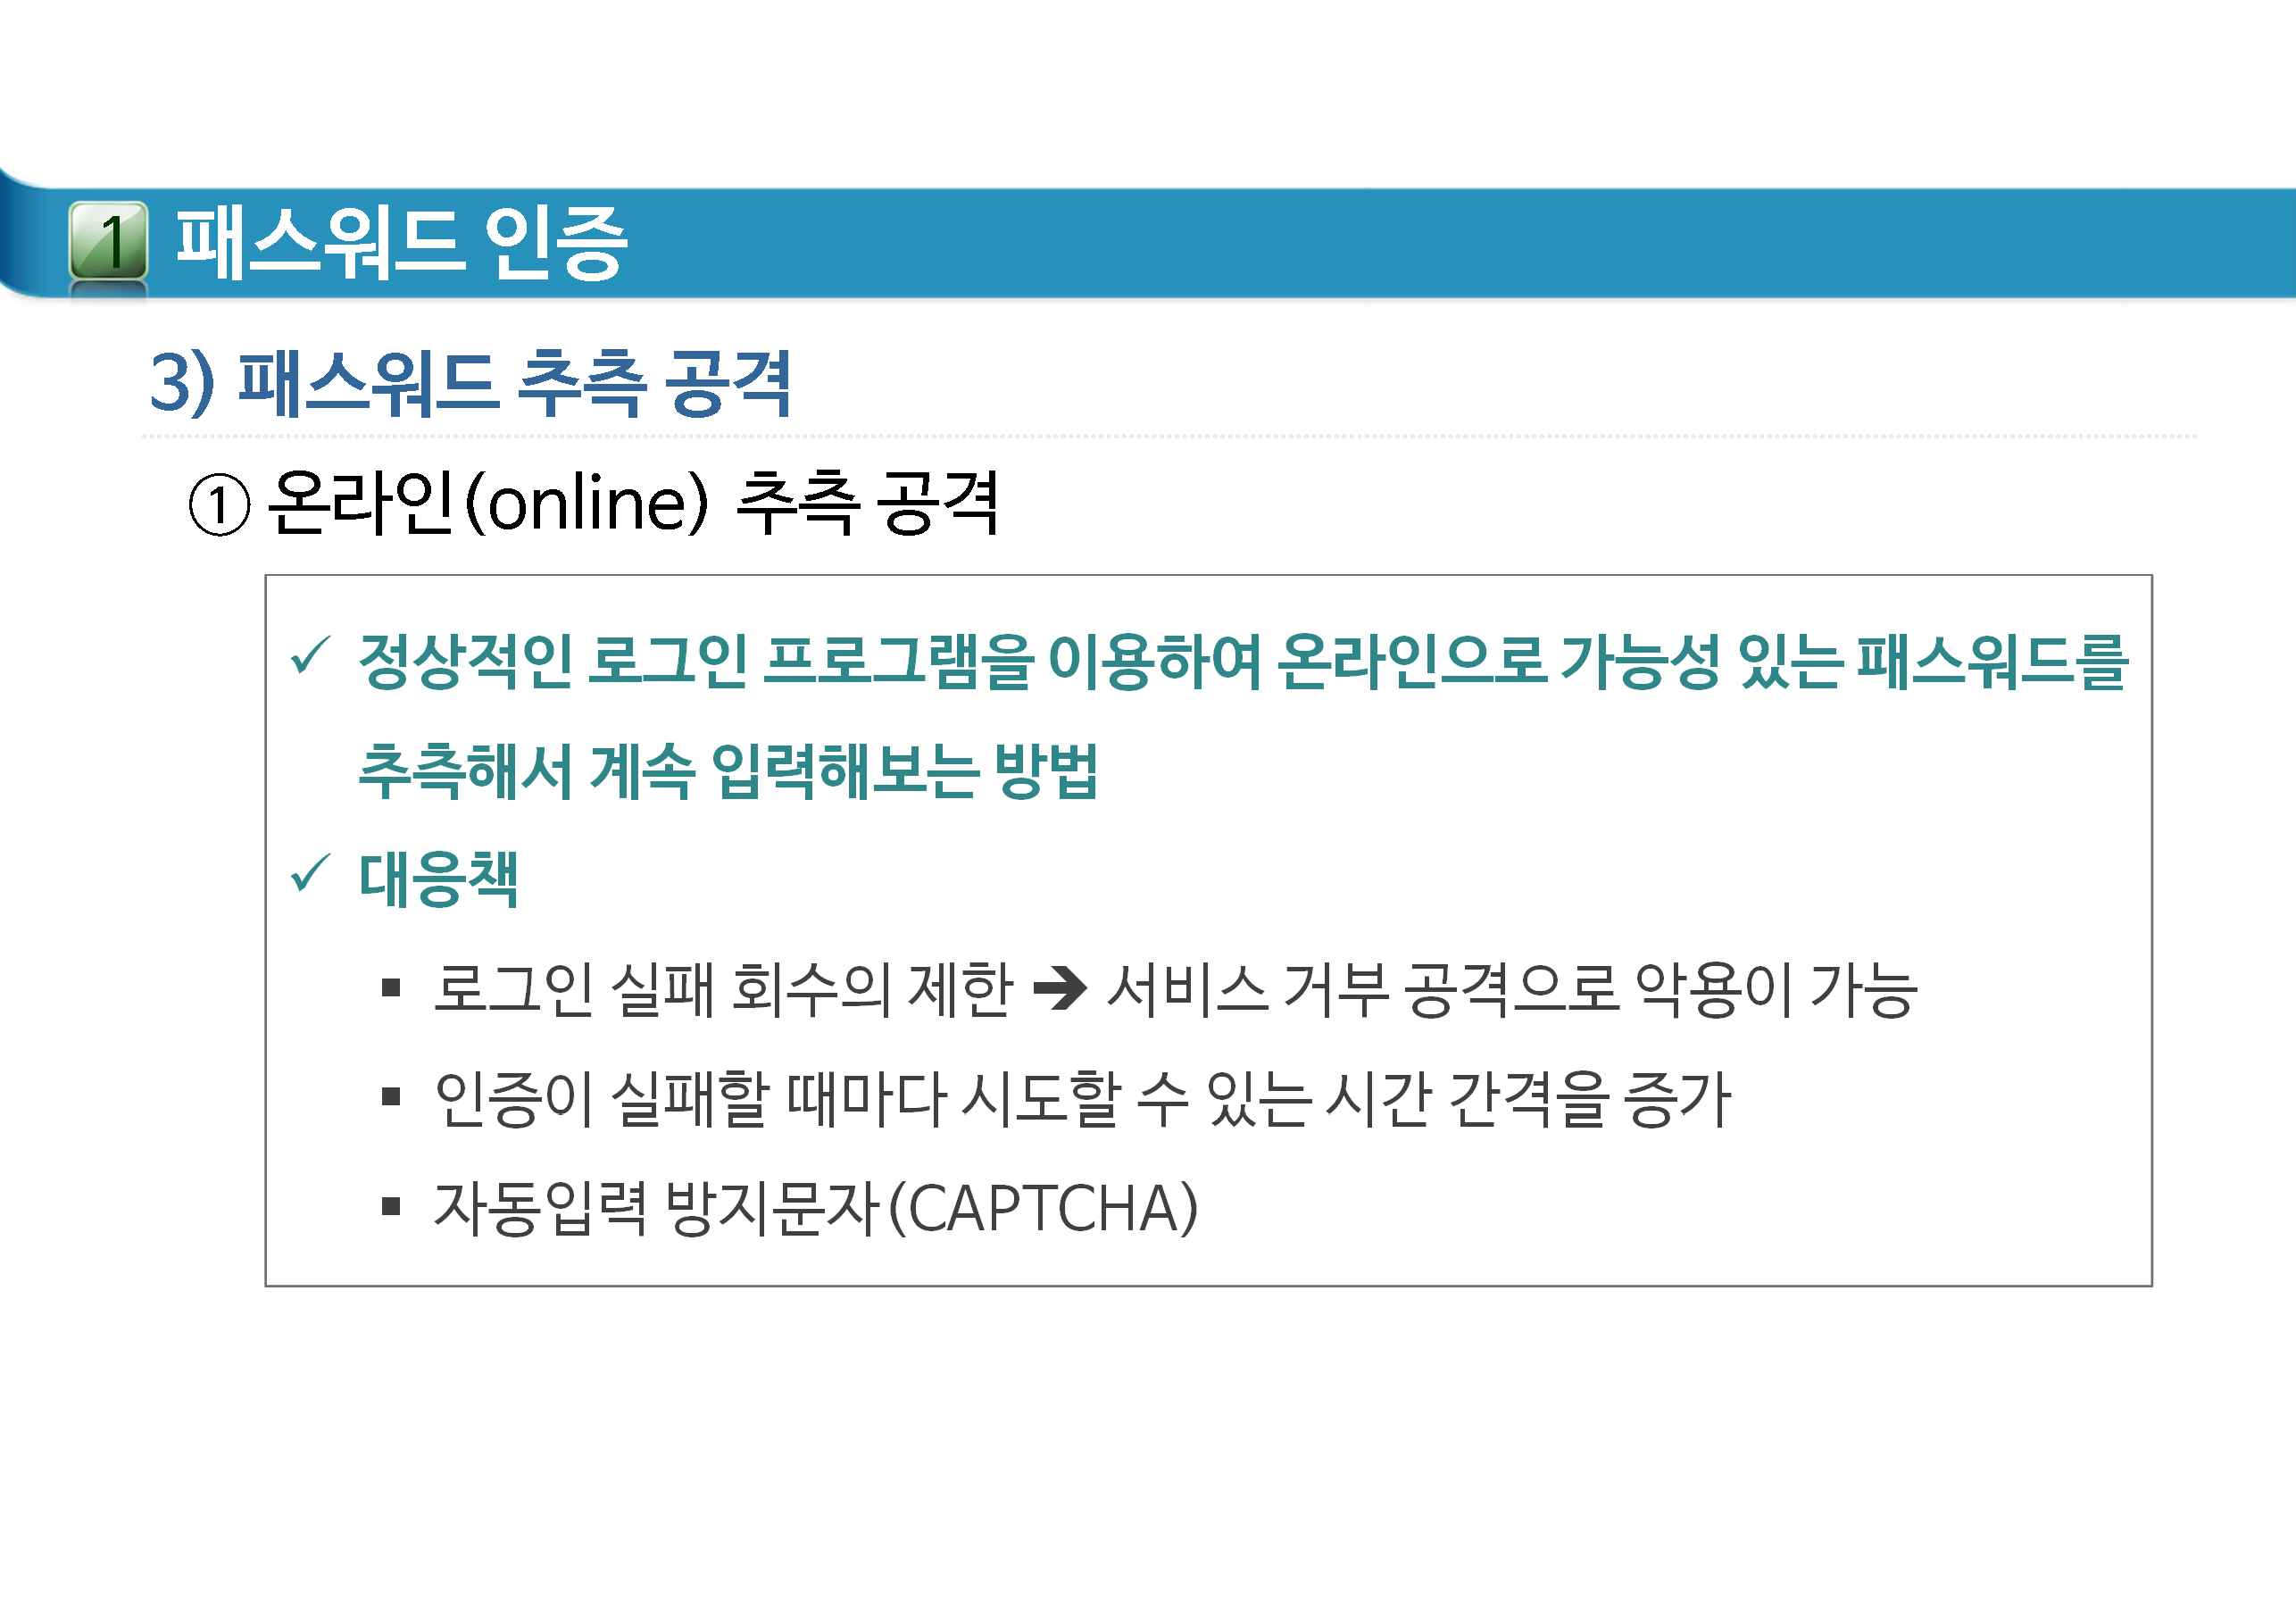 1 패스워드 인증
3) 패스워드 추측 공격
① 온라인(online) 추측 공격
✓ 정상적인 로그인 프로그램을 이용하여 온라인으로 가능성 있는 패스워드를
추측해서 계속 입력해보는 방법
✓ 대응책
▪ 로그인 실패 회수의 제한 ➔ 서비스 거부 공격으로 악용이 가능
▪ 인증이 실패할 때마다 시도할 수 있는 시간 간격을 증가
▪ 자동입력 방지문자(CAPTCHA)